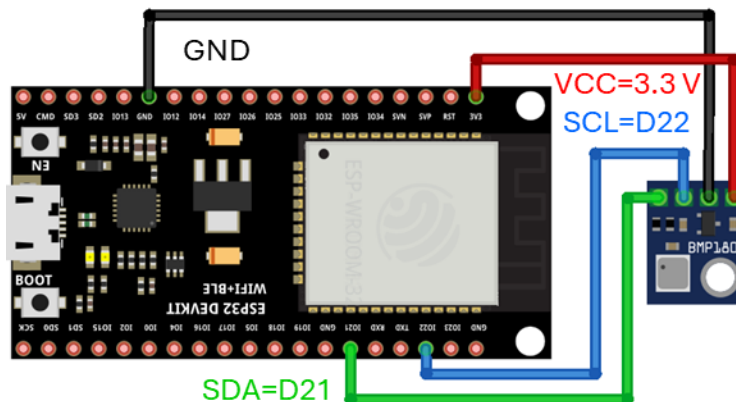 GND
VCC=3.3 V
SCL=D22
5V CMD SD3 SD2 IO13 GND IO12 IO14 IO27 IO26 IO25 IO33 IO32 IO35 IO34 SVN SVP RST 3V3
EN
ESP-WROOM-3
BMP180
BOOT
WIFI+BLE
ESP32 DEVKIT
SCK SD0 SD1 IO15 IO2 IO0 IO4 IO16 IO17 IO5 IO18 IO19 GND IO21 RXD TXD IO22 IO23 GND
SDA=D21